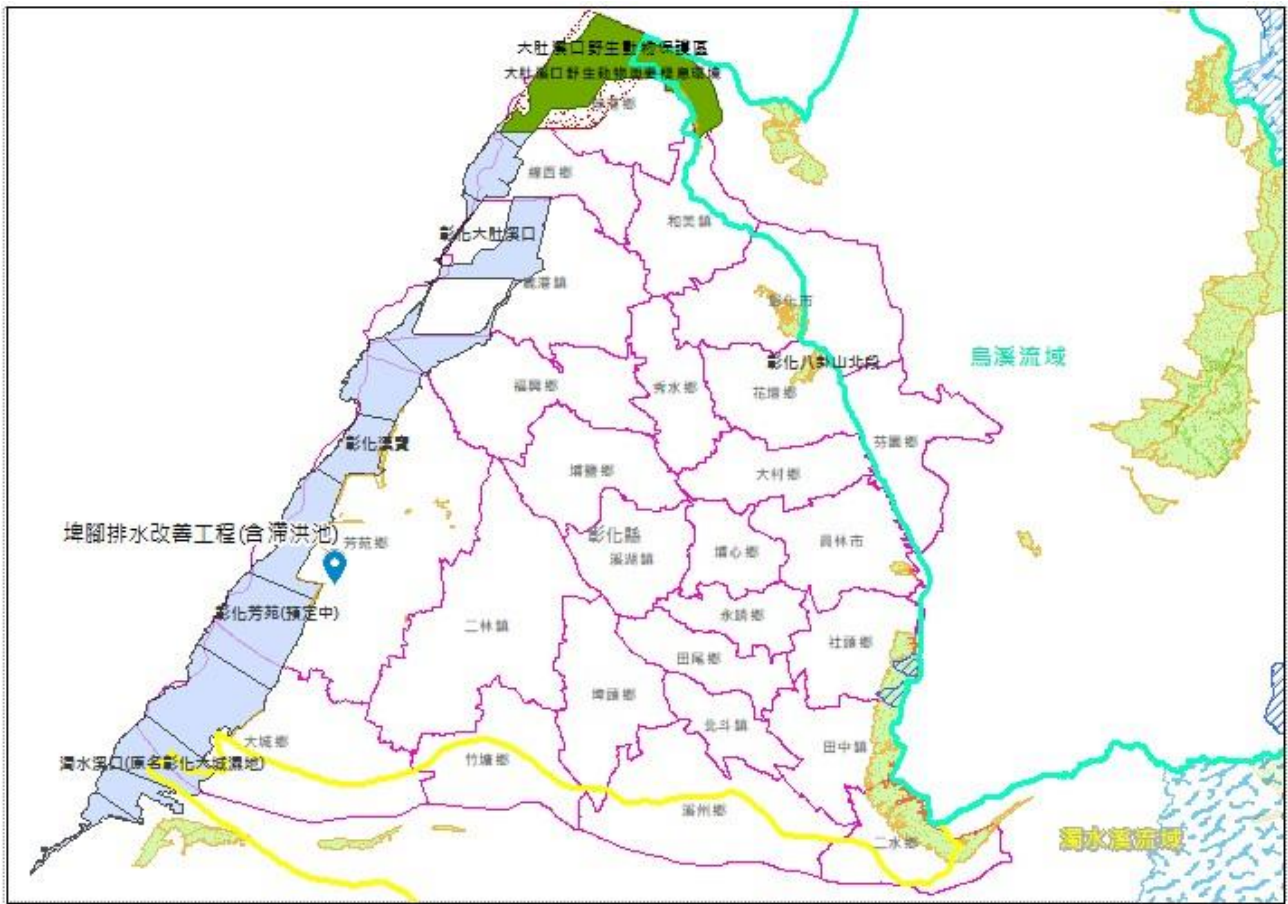 大肚溪口野生動物保護區
大肚溪口野生動物重要棲息環境
伸港鄉
線西鄉
和美鎮
彰化大肚溪口
鹿港鎮
彰化市
烏溪流域
彰化八卦山北段
福興鄉
秀水鄉
花壇鄉
芬園鄉
彰化漢寶
埔鹽鄉
大村鄉
埤腳排水改善工程(含滯洪池)
芳苑鄉
彰化縣
溪湖鎮
埔心鄉
員林市
彰化芳苑(預定中)
二林鎮
永靖鄉
社頭鄉
田尾鄉
埤頭鄉
北斗鎮
田中鎮
大城鄉
濁水溪口(原名彰化大城濕地)
竹塘鄉
溪州鄉
二水鄉
濁水溪流域